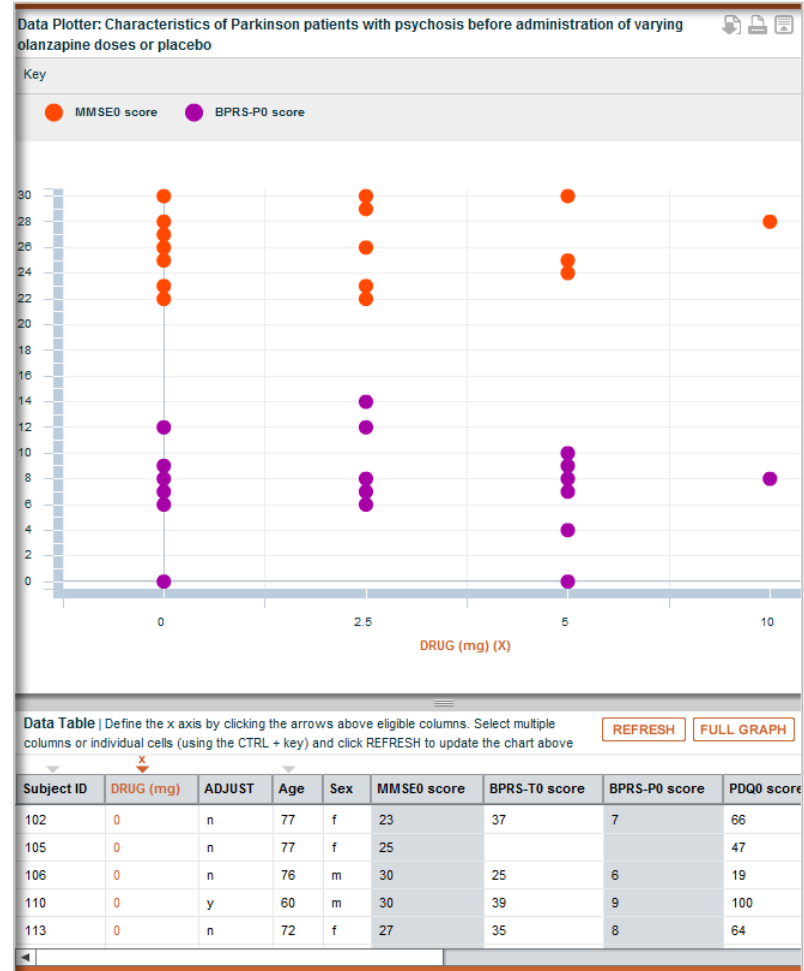 Data Plotter: Characteristics of Parkinson patients with psychosis before administration of varying
olanzapine doses or placebo
Key
MMSE0 score BPRS-P0 score
30
28
26
24
22
20
18
16
14
12
10
8
6
4
2
0
0 2.5 5 10
DRUG (mg) (X)
Data Table | Define the x axis by clicking the arrows above eligible columns. Select multiple
columns or individual cells (using the CTRL + key) and click REFRESH to update the chart above
REFRESH FULL GRAPH
x
Subject ID DRUG (mg) ADJUST Age Sex MMSE0 score BPRS-T0 score BPRS-P0 score PDQ0 score
102 0 n 77 f 23 37 7 66
105 0 n 77 f 25 47
106 0 n 76 m 30 25 6 19
110 0 y 60 m 30 39 9 100
113 0 n 72 f 27 35 8 64